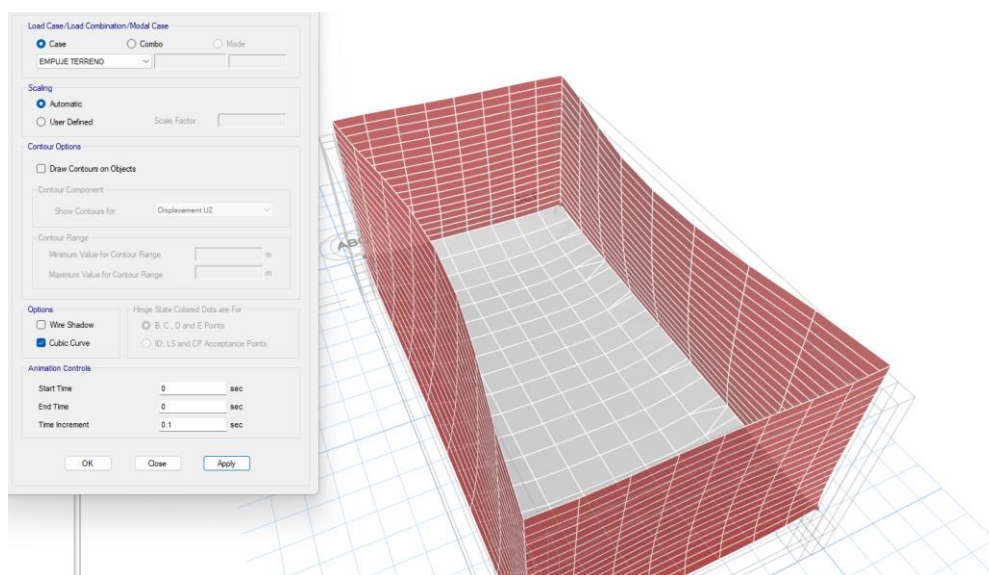 Load Case/Load Combination/Modal Case
Case Combo Mode
EMPUJE TERRENO
Scaling
Automatic
User Defined Scale Factor
Contour Options
Draw Contours on Objects
Contour Component
Show Contours for Displacement UZ
Contour Range
Minimum Value for Contour Range m
Maximum Value for Contour Range m
Options
Wire Shadow
Cubic Curve
Hinge State Colored Dots are For
B, C, D and E Points
IO, LS and CP Acceptance Points
Animation Controls
Start Time 0 sec
End Time 0 sec
Time Increment 0.1 sec
OK Close Apply